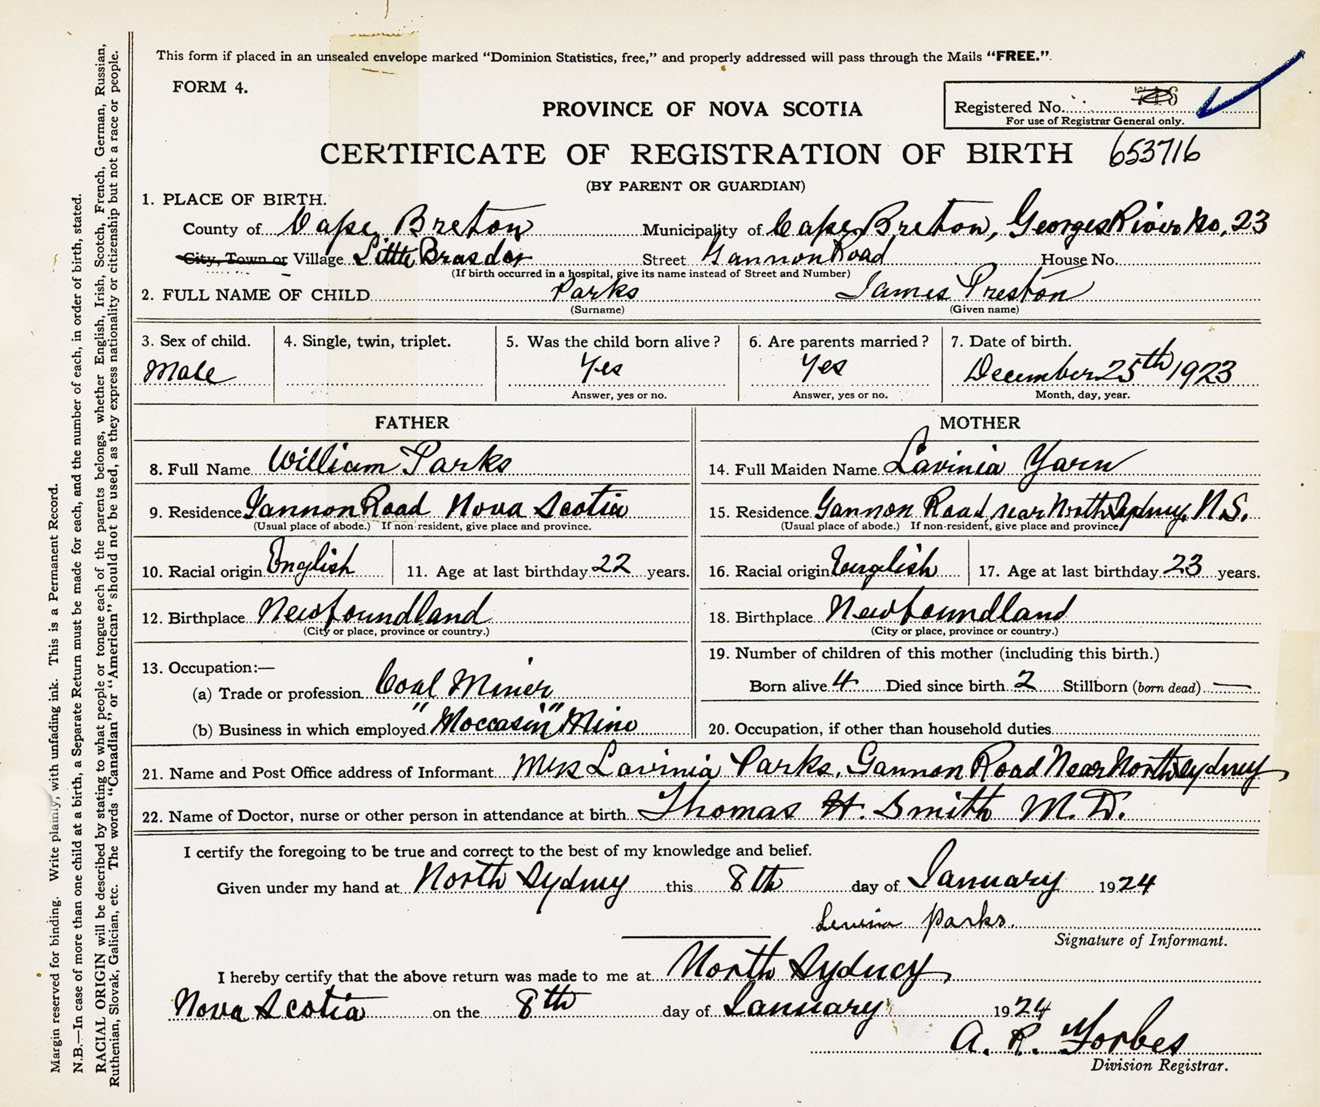 This form if placed in an unsealed envelope marked “Dominion Statistics, free,” and properly addressed will pass through the Mails “FREE.”.
FORM 4.
Registered No.
For use of Registrar General only.
PROVINCE OF NOVA SCOTIA
CERTIFICATE OF REGISTRATION OF BIRTH 653716
(BY PARENT OR GUARDIAN)
1. PLACE OF BIRTH.
County of Cape Breton Municipality of Cape Breton, Georges River No. 23
City, Town or Village Little Brasdor Street Gannon Road House No.
(If birth occurred in a hospital, give its name instead of Street and Number)
2. FULL NAME OF CHILD Parks James Preston
(Surname) (Given name)
3. Sex of child. 4. Single, twin, triplet. 5. Was the child born alive? 6. Are parents married? 7. Date of birth.
Male Yes Yes December 25th 1923
Answer, yes or no. Answer, yes or no. Month, day, year.
FATHER MOTHER
8. Full Name William Parks 14. Full Maiden Name Lavinia Yarn
9. Residence Gannon Road Nova Scotia 15. Residence Gannon Road, near North Sydney, N.S.
(Usual place of abode.) If non-resident, give place and province. (Usual place of abode.) If non-resident, give place and province.
10. Racial origin English 11. Age at last birthday 22 years. 16. Racial origin English 17. Age at last birthday 23 years.
12. Birthplace Newfoundland 18. Birthplace Newfoundland
(City or place, province or country.) (City or place, province or country.)
13. Occupation:— 19. Number of children of this mother (including this birth.)
(a) Trade or profession Coal Miner Born alive 4 Died since birth 2 Stillborn (born dead) —
(b) Business in which employed "Moccasin" Mine 20. Occupation, if other than household duties
21. Name and Post Office address of Informant Mrs Lavinia Parks, Gannon Road Near North Sydney
22. Name of Doctor, nurse or other person in attendance at birth Thomas H. Smith M.D.
I certify the foregoing to be true and correct to the best of my knowledge and belief.
Given under my hand at North Sydney this 8th day of January 1924
Levinia Parks.
Signature of Informant.
I hereby certify that the above return was made to me at North Sydney,
Nova Scotia on the 8th day of January 1924
A. R. Forbes
Division Registrar.
Margin reserved for binding. Write plainly, with unfading ink. This is a Permanent Record.
N.B.—In case of more than one child at a birth, a Separate Return must be made for each, and the number of each, in order of birth, stated.
RACIAL ORIGIN will be described by stating to what people or tongue each of the parents belongs, whether English, Irish, Scotch, French, German, Russian,
Ruthenian, Slovak, Galician, etc. The words “Canadian” or “American” should not be used, as they express nationality or citizenship but not a race or people.